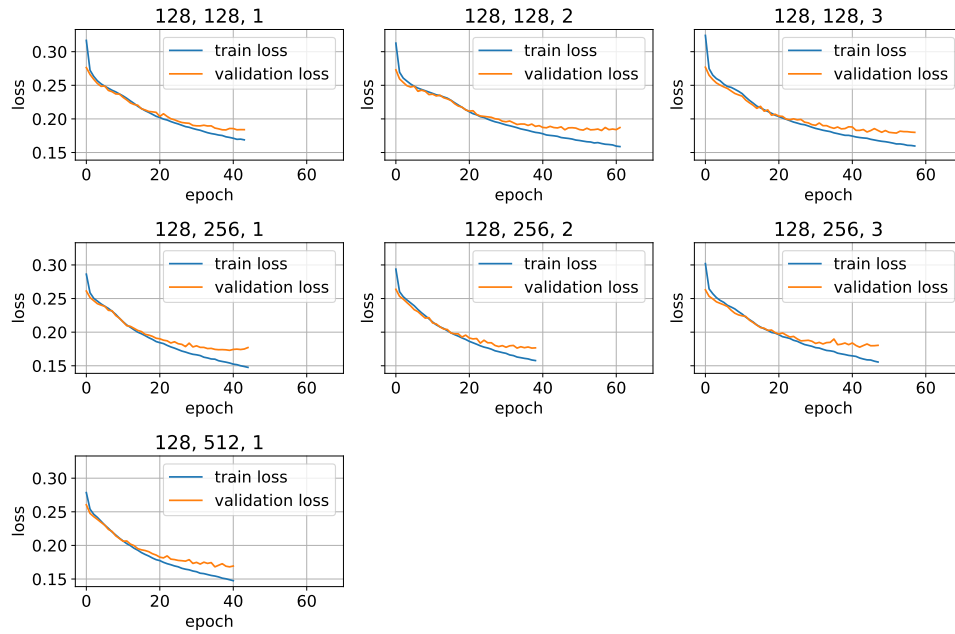 128, 128, 1
128, 128, 2
128, 128, 3
loss
0.30
0.25
0.20
0.15
train loss
validation loss
0
20
40
60
epoch
loss
train loss
validation loss
0
20
40
60
epoch
loss
train loss
validation loss
0
20
40
60
epoch
128, 256, 1
128, 256, 2
128, 256, 3
loss
0.30
0.25
0.20
0.15
train loss
validation loss
0
20
40
60
epoch
loss
train loss
validation loss
0
20
40
60
epoch
loss
train loss
validation loss
0
20
40
60
epoch
128, 512, 1
loss
0.30
0.25
0.20
0.15
train loss
validation loss
0
20
40
60
epoch